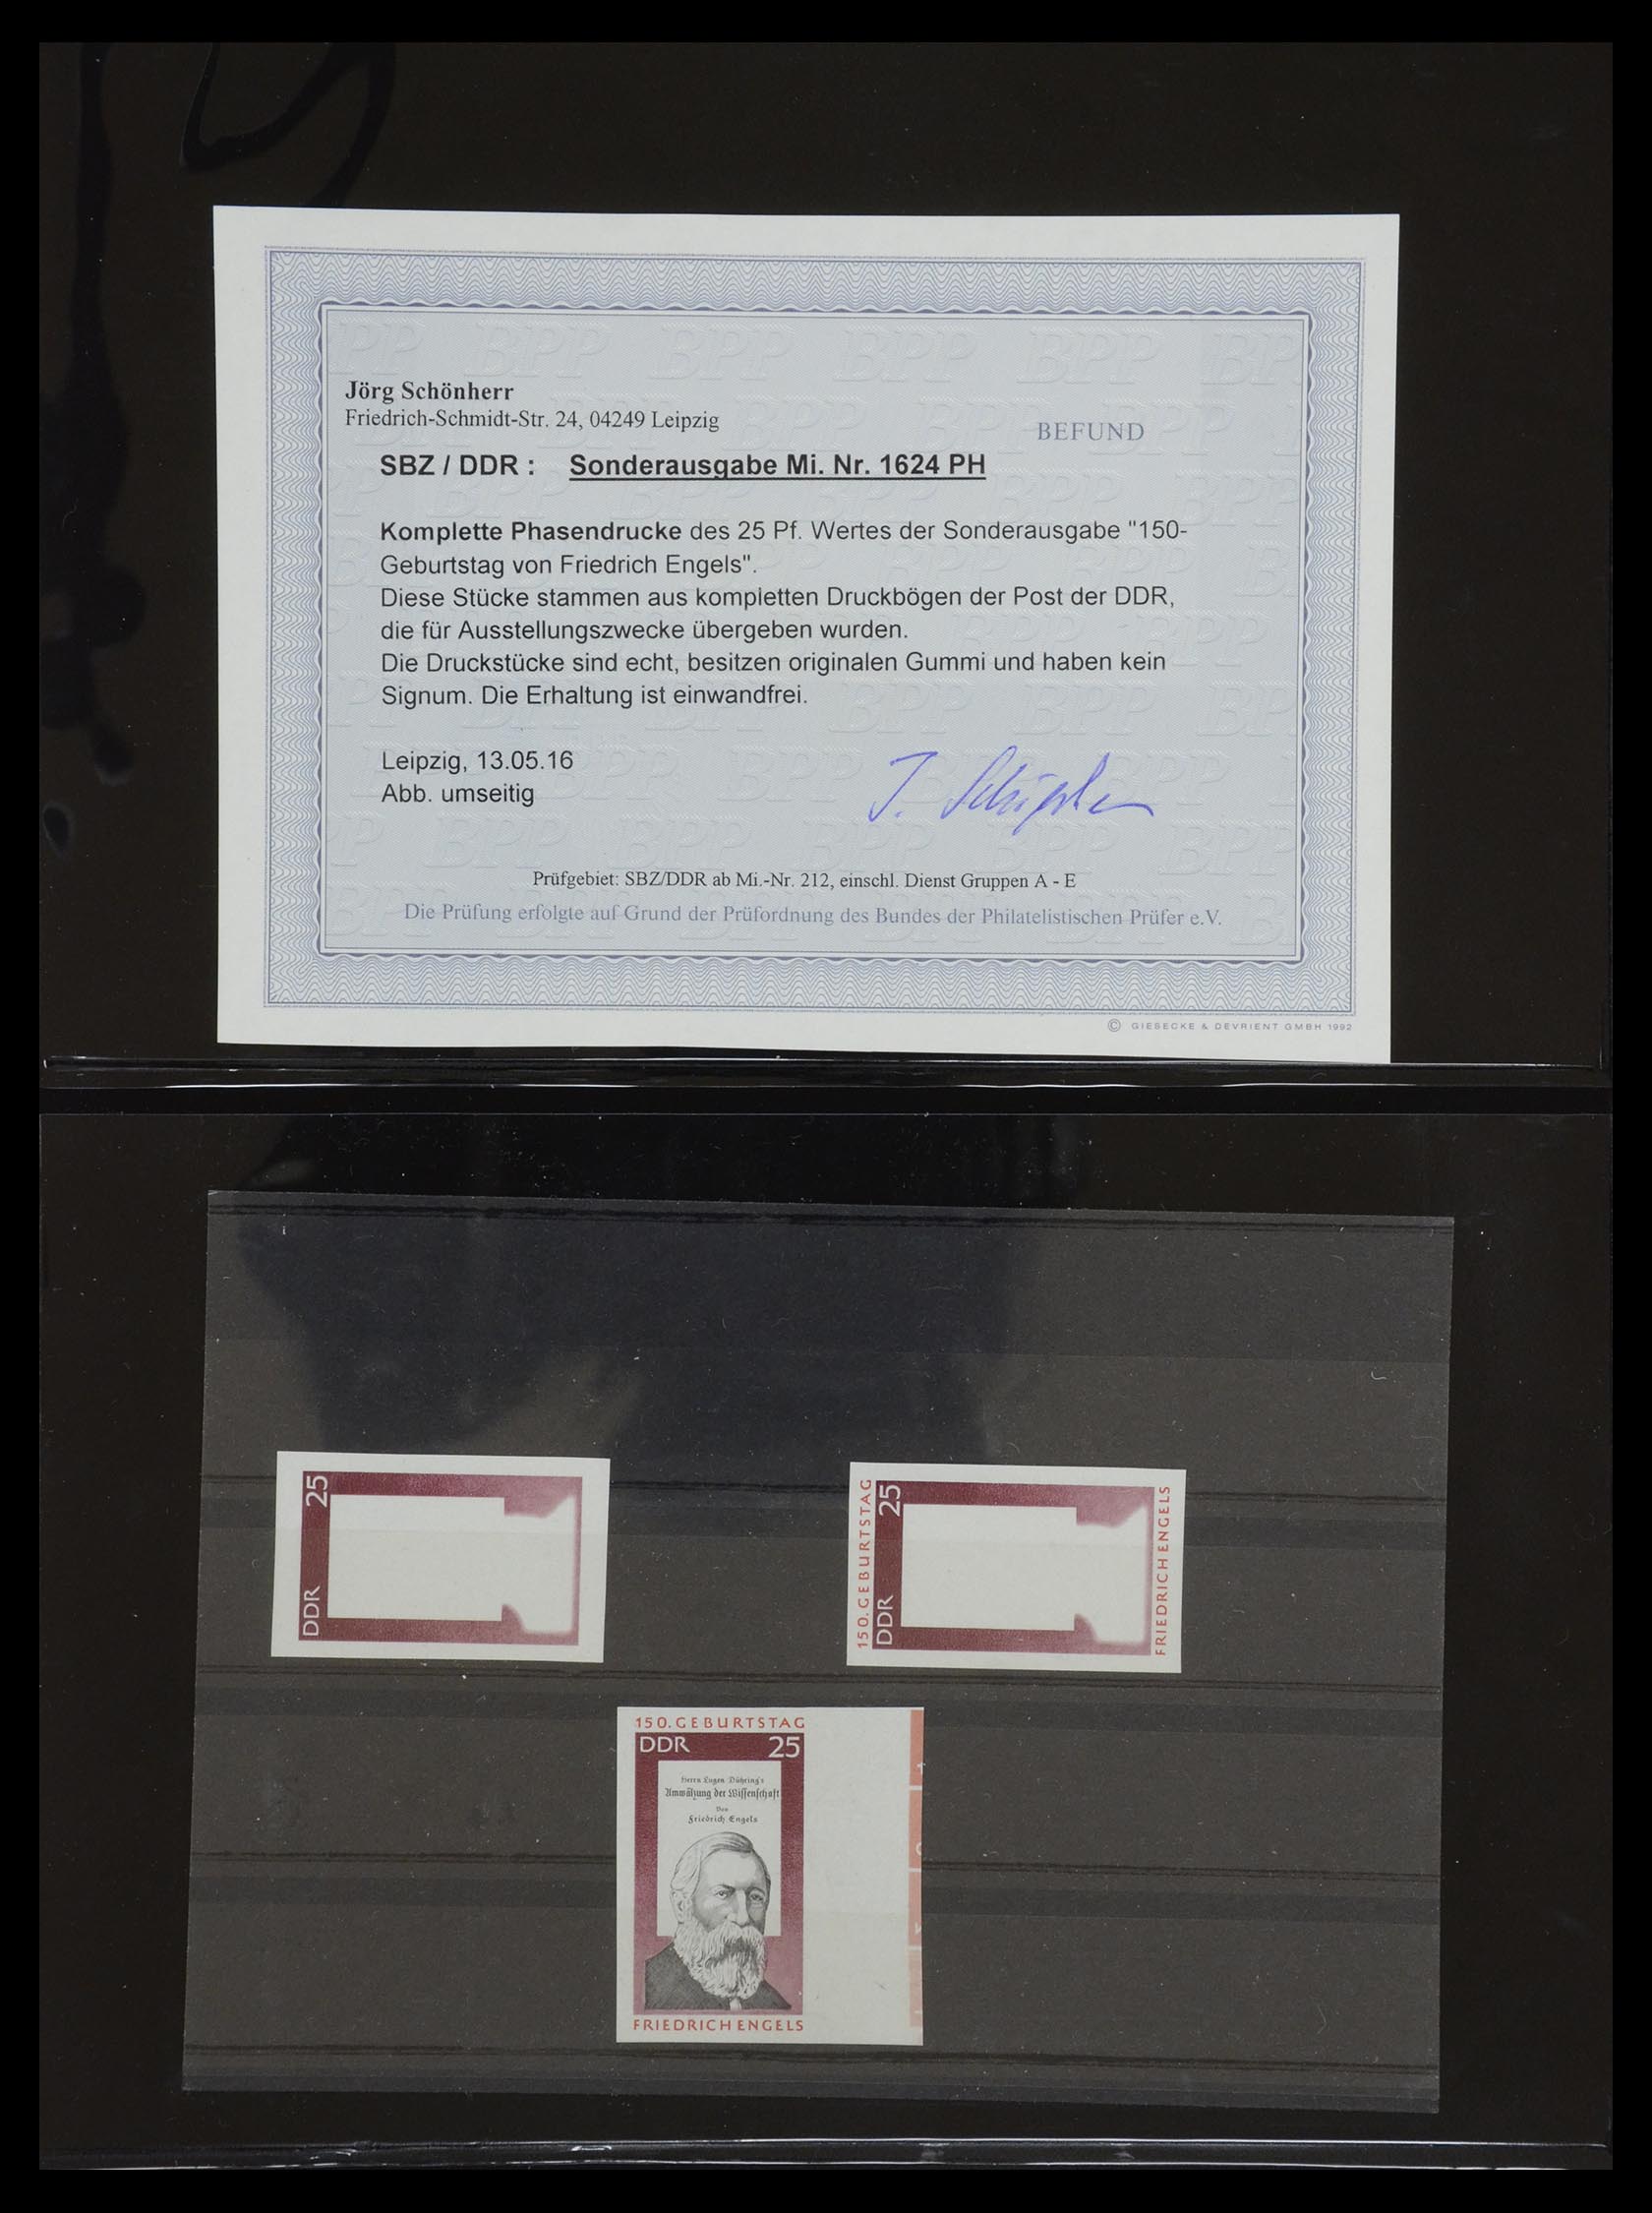 Jörg Schönherr
Friedrich-Schmidt-Str. 24, 04249 Leipzig
BEFUND
SBZ / DDR : Sonderausgabe Mi. Nr. 1624 PH
Komplette Phasendrucke des 25 Pf. Wertes der Sonderausgabe "150-
Geburtstag von Friedrich Engels".
Diese Stücke stammen aus kompletten Druckbögen der Post der DDR,
die für Ausstellungszwecke übergeben wurden.
Die Druckstücke sind echt, besitzen originalen Gummi und haben kein
Signum. Die Erhaltung ist einwandfrei.
Leipzig, 13.05.16
Abb. umseitig
Prüfgebiet: SBZ/DDR ab Mi.-Nr. 212, einschl. Dienst Gruppen A - E
Die Prüfung erfolgte auf Grund der Prüfordnung des Bundes der Philatelistischen Prüfer e.V.
© GIESECKE & DEVRIENT GMBH 1992
DDR 25
150. GEBURTSTAG
DDR 25
FRIEDRICH ENGELS
150. GEBURTSTAG
DDR 25
Herrn Eugen Dühring's
Umwälzung der Wissenschaft
Von
Friedrich Engels
FRIEDRICH ENGELS